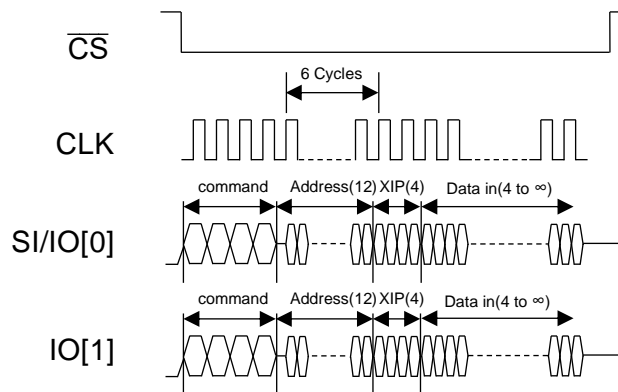 CS
6 Cycles
CLK
command Address(12) XIP(4) Data in(4 to ∞)
SI/IO[0]
command Address(12) XIP(4) Data in(4 to ∞)
IO[1]